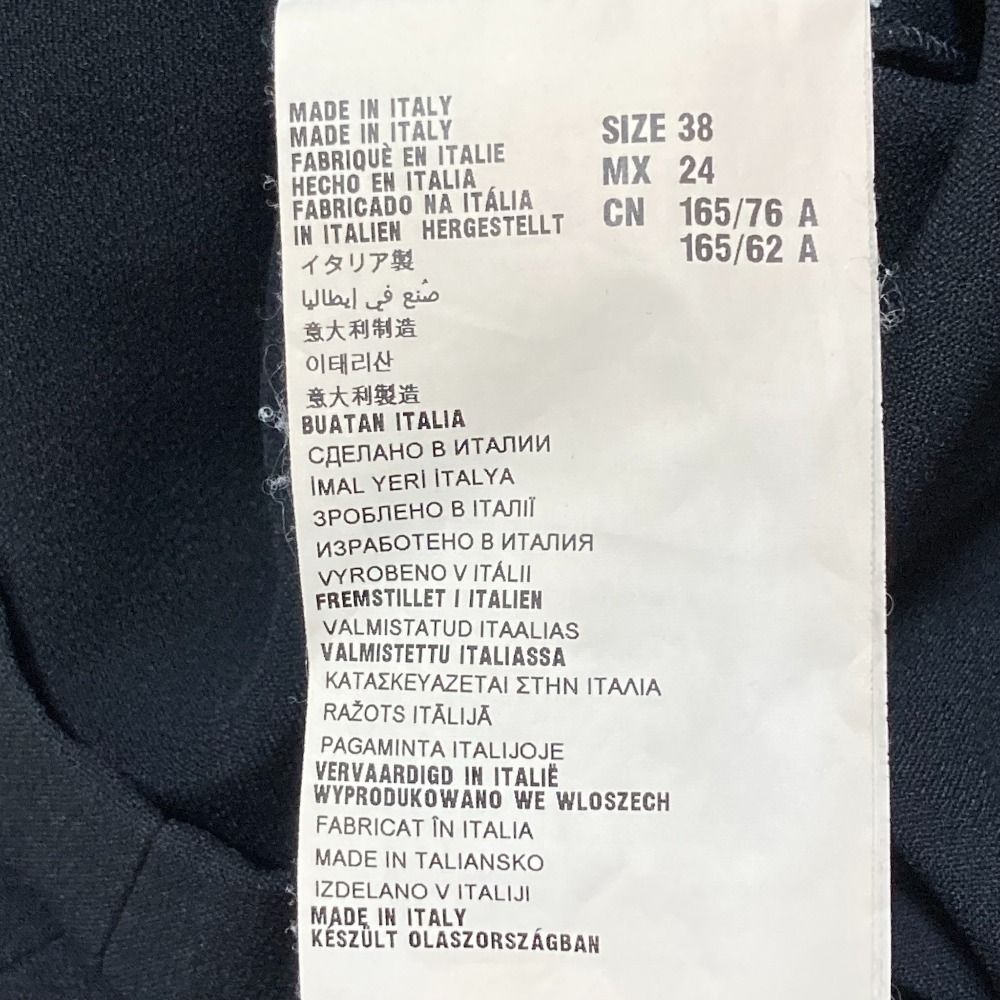 MADE IN ITALY
MADE IN ITALY
FABRIQUÈ EN ITALIE
HECHO EN ITALIA
FABRICADO NA ITÁLIA
IN ITALIEN HERGESTELLT
イタリア製
صُنع في إيطاليا
意大利制造
이태리산
意大利製造
BUATAN ITALIA
СДЕЛАНО В ИТАЛИИ
İMAL YERİ İTALYA
ЗРОБЛЕНО В ІТАЛІЇ
ИЗРАБОТЕНО В ИТАЛИЯ
VYROBENO V ITÁLII
FREMSTILLET I ITALIEN
VALMISTATUD ITAALIAS
VALMISTETTU ITALIASSA
ΚΑΤΑΣΚΕΥΑΖΕΤΑΙ ΣΤΗΝ ΙΤΑΛΙΑ
RAŽOTS ITĀLIJĀ
PAGAMINTA ITALIJOJE
VERVAARDIGD IN ITALIË
WYPRODUKOWANO WE WLOSZECH
FABRICAT ÎN ITALIA
MADE IN TALIANSKO
IZDELANO V ITALIJI
MADE IN ITALY
KÉSZÜLT OLASZORSZÁGBAN
SIZE 38
MX 24
CN 165/76 A
165/62 A